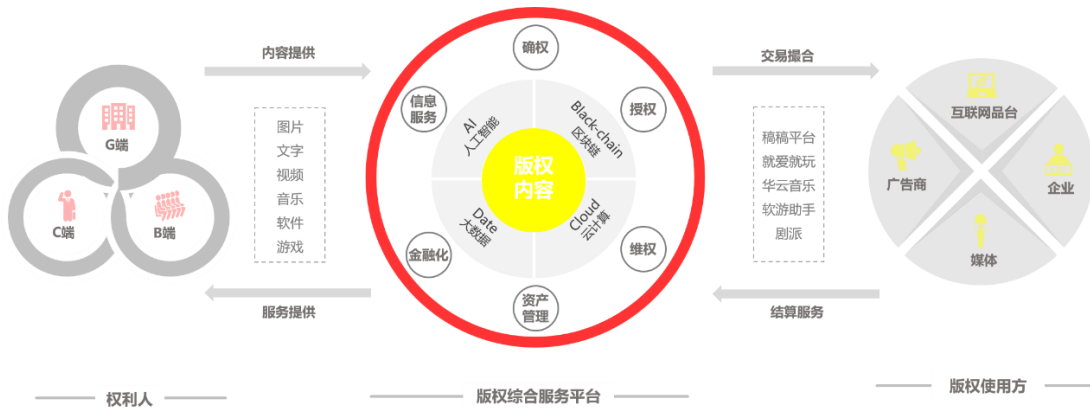 G端
C端
B端
内容提供
图片
文字
视频
音乐
软件
游戏
服务提供
确权
信息
服务
授权
AI
人工智能
Black-chain
区块链
版权
内容
Date
大数据
Cloud
云计算
金融化
维权
资产
管理
交易撮合
稿稿平台
就爱就玩
华云音乐
软游助手
剧派
结算服务
互联网品台
广告商
企业
媒体
权利人
版权综合服务平台
版权使用方